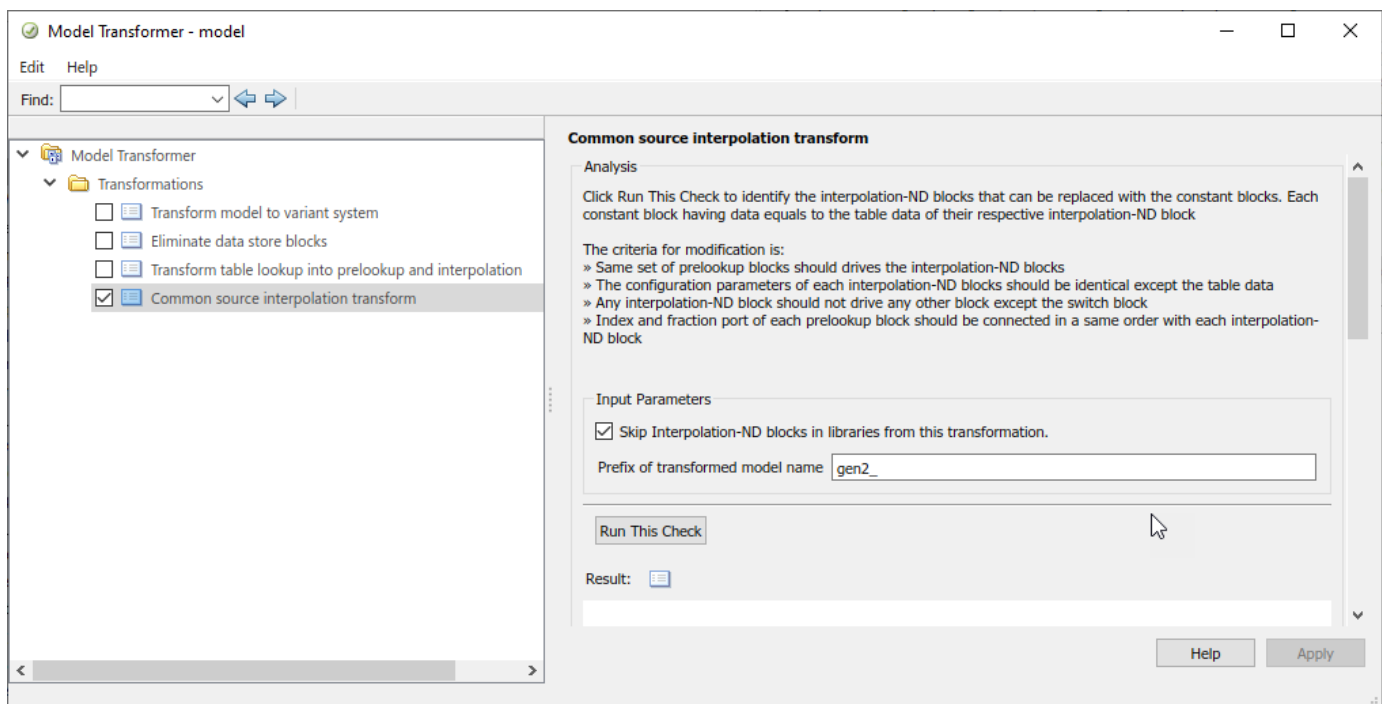 Model Transformer - model
Edit Help
Find:
Model Transformer
Transformations
Transform model to variant system
Eliminate data store blocks
Transform table lookup into prelookup and interpolation
Common source interpolation transform
Common source interpolation transform
Analysis
Click Run This Check to identify the interpolation-ND blocks that can be replaced with the constant blocks. Each
constant block having data equals to the table data of their respective interpolation-ND block
The criteria for modification is:
» Same set of prelookup blocks should drives the interpolation-ND blocks
» The configuration parameters of each interpolation-ND blocks should be identical except the table data
» Any interpolation-ND block should not drive any other block except the switch block
» Index and fraction port of each prelookup block should be connected in a same order with each interpolation-
ND block
Input Parameters
Skip Interpolation-ND blocks in libraries from this transformation.
Prefix of transformed model name gen2_
Run This Check
Result:
Help Apply